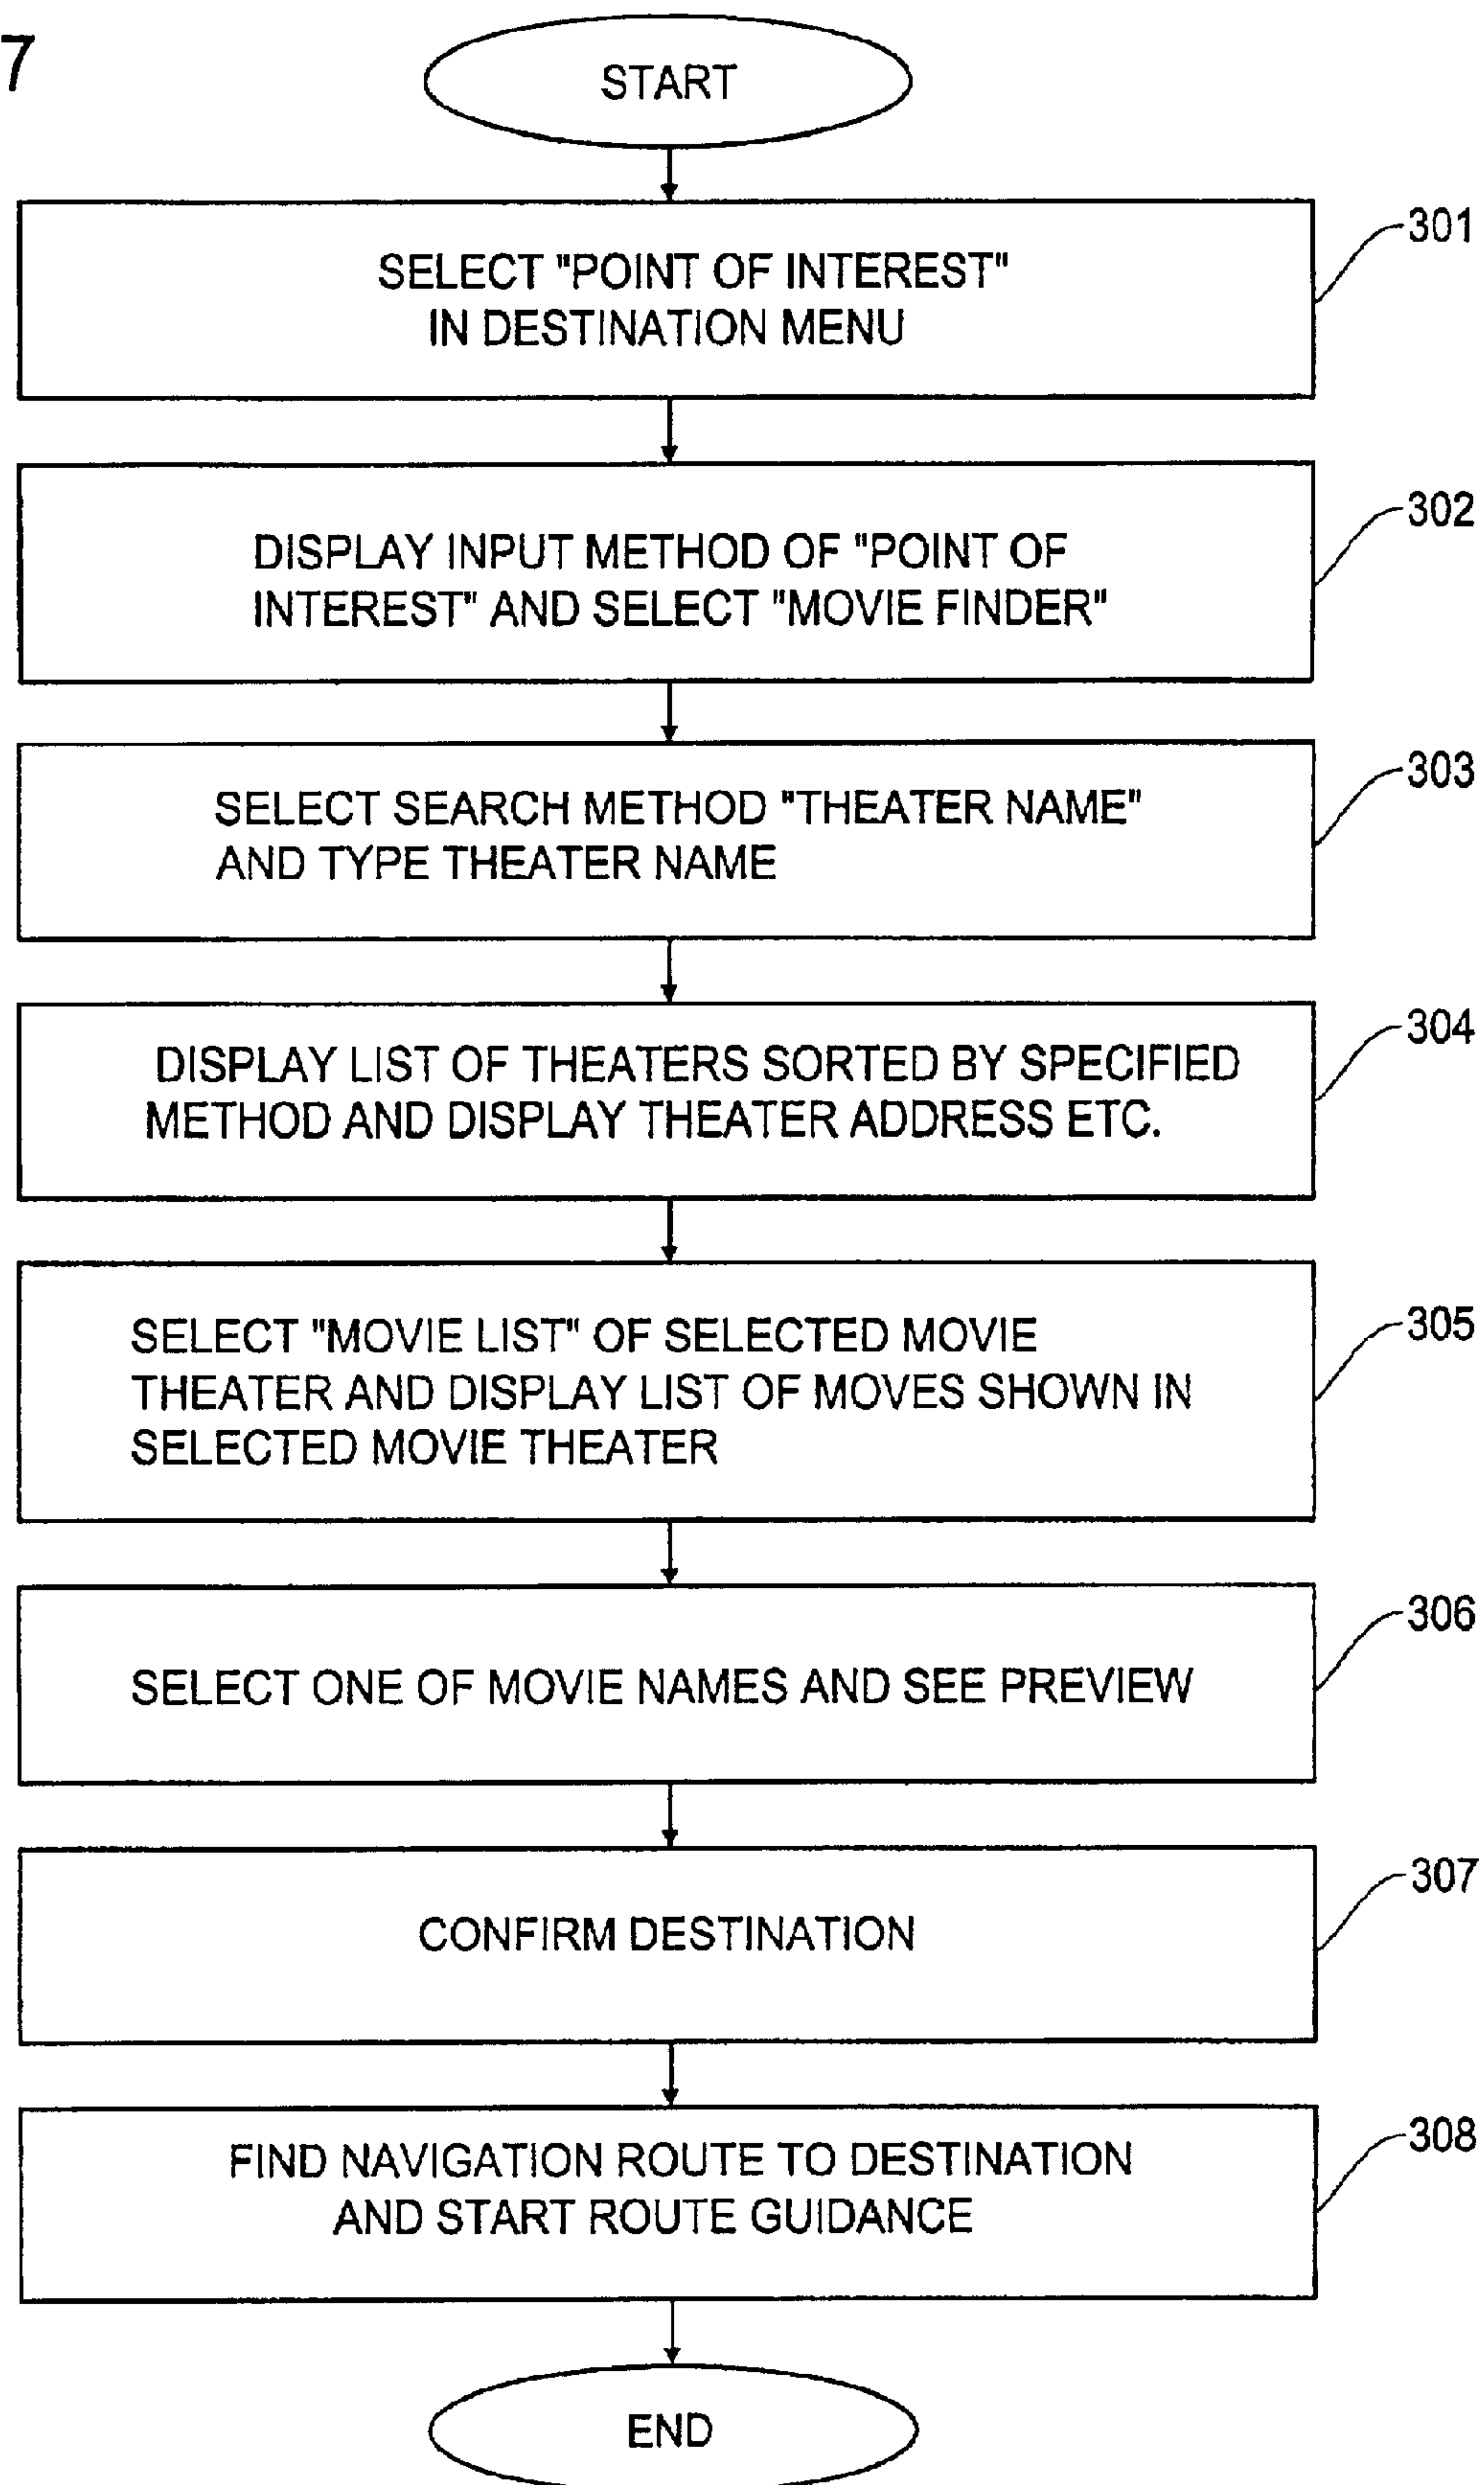 7
START
301
SELECT "POINT OF INTEREST"
IN DESTINATION MENU
302
DISPLAY INPUT METHOD OF "POINT OF
INTEREST" AND SELECT "MOVIE FINDER"
303
SELECT SEARCH METHOD "THEATER NAME"
AND TYPE THEATER NAME
304
DISPLAY LIST OF THEATERS SORTED BY SPECIFIED
METHOD AND DISPLAY THEATER ADDRESS ETC.
305
SELECT "MOVIE LIST" OF SELECTED MOVIE
THEATER AND DISPLAY LIST OF MOVES SHOWN IN
SELECTED MOVIE THEATER
306
SELECT ONE OF MOVIE NAMES AND SEE PREVIEW
307
CONFIRM DESTINATION
308
FIND NAVIGATION ROUTE TO DESTINATION
AND START ROUTE GUIDANCE
END